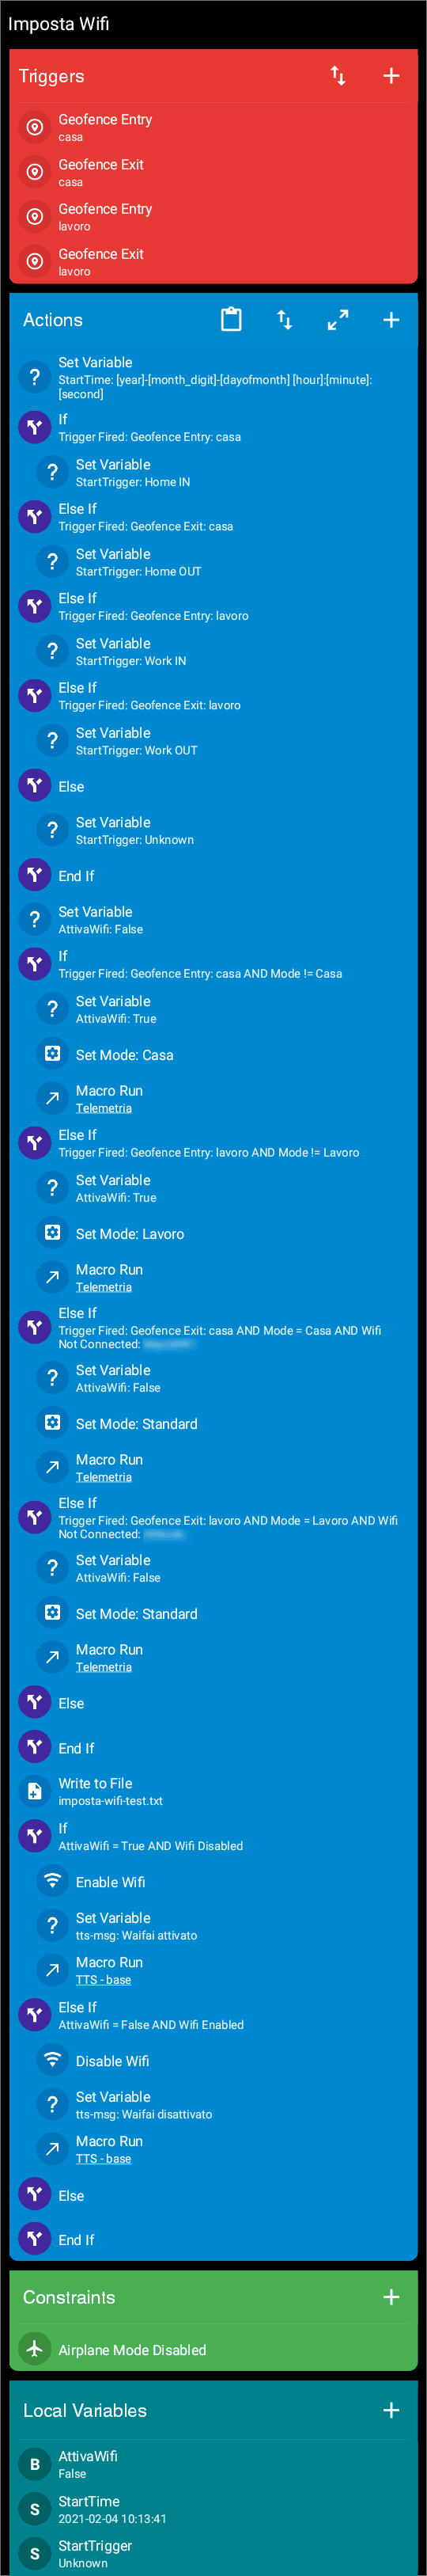 Imposta Wifi
Triggers
Geofence Entry
casa
Geofence Exit
casa
Geofence Entry
lavoro
Geofence Exit
lavoro
Actions
Set Variable
StartTime: [year]-[month_digit]-[dayofmonth] [hour]:[minute]:
[second]
If
Trigger Fired: Geofence Entry: casa
Set Variable
StartTrigger: Home IN
Else If
Trigger Fired: Geofence Exit: casa
Set Variable
StartTrigger: Home OUT
Else If
Trigger Fired: Geofence Entry: lavoro
Set Variable
StartTrigger: Work IN
Else If
Trigger Fired: Geofence Exit: lavoro
Set Variable
StartTrigger: Work OUT
Else
Set Variable
StartTrigger: Unknown
End If
Set Variable
AttivaWifi: False
If
Trigger Fired: Geofence Entry: casa AND Mode != Casa
Set Variable
AttivaWifi: True
Set Mode: Casa
Macro Run
Telemetria
Else If
Trigger Fired: Geofence Entry: lavoro AND Mode != Lavoro
Set Variable
AttivaWifi: True
Set Mode: Lavoro
Macro Run
Telemetria
Else If
Trigger Fired: Geofence Exit: casa AND Mode = Casa AND Wifi
Not Connected:
Set Variable
AttivaWifi: False
Set Mode: Standard
Macro Run
Telemetria
Else If
Trigger Fired: Geofence Exit: lavoro AND Mode = Lavoro AND Wifi
Not Connected:
Set Variable
AttivaWifi: False
Set Mode: Standard
Macro Run
Telemetria
Else
End If
Write to File
imposta-wifi-test.txt
If
AttivaWifi = True AND Wifi Disabled
Enable Wifi
Set Variable
tts-msg: Waifai attivato
Macro Run
TTS - base
Else If
AttivaWifi = False AND Wifi Enabled
Disable Wifi
Set Variable
tts-msg: Waifai disattivato
Macro Run
TTS - base
Else
End If
Constraints
Airplane Mode Disabled
Local Variables
B
AttivaWifi
False
S
StartTime
2021-02-04 10:13:41
S
StartTrigger
Unknown